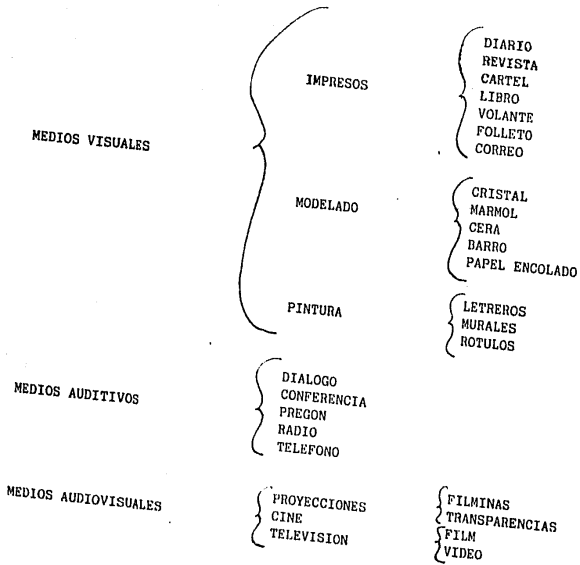 MEDIOS VISUALES
IMPRESOS
DIARIO
REVISTA
CARTEL
LIBRO
VOLANTE
FOLLETO
CORREO
MODELADO
CRISTAL
MARMOL
CERA
BARRO
PAPEL ENCOLADO
PINTURA
LETREROS
MURALES
ROTULOS
MEDIOS AUDITIVOS
DIALOGO
CONFERENCIA
PREGON
RADIO
TELEFONO
MEDIOS AUDIOVISUALES
PROYECCIONES
CINE
TELEVISION
FILMINAS
TRANSPARENCIAS
FILM
VIDEO